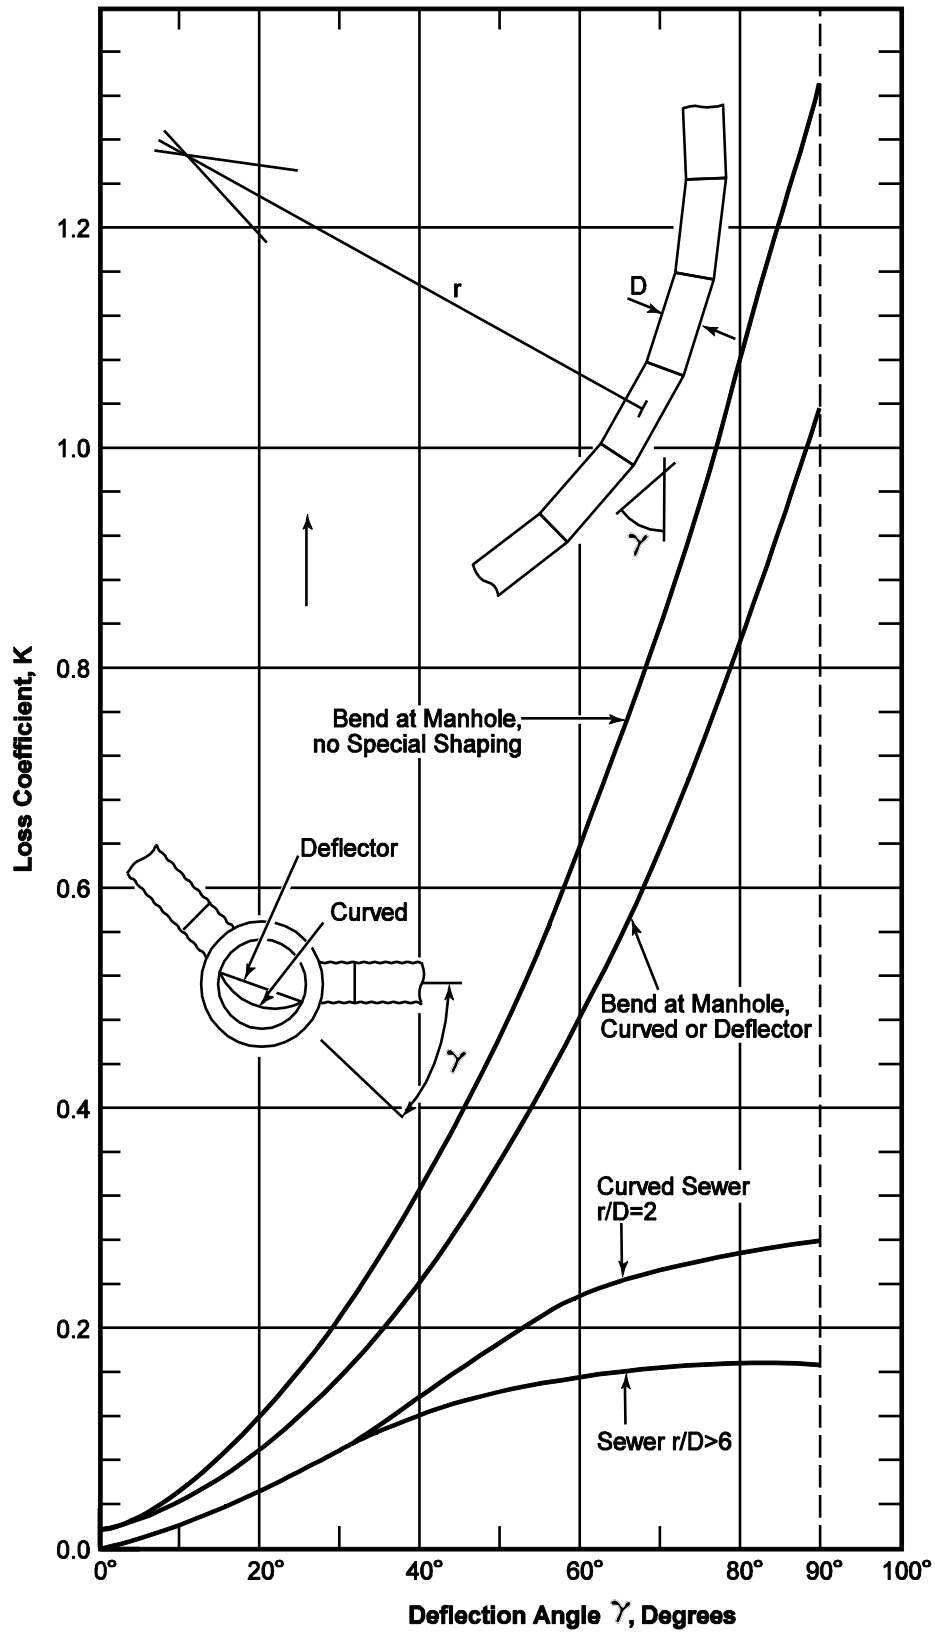 1.2
r
D
1.0
γ
0.8
Bend at Manhole,
no Special Shaping
Loss Coefficient, K
Deflector
0.6
Curved
Bend at Manhole,
Curved or Deflector
γ
0.4
Curved Sewer
r/D=2
0.2
Sewer r/D>6
0.0
0° 20° 40° 60° 80° 90° 100°
Deflection Angle γ, Degrees